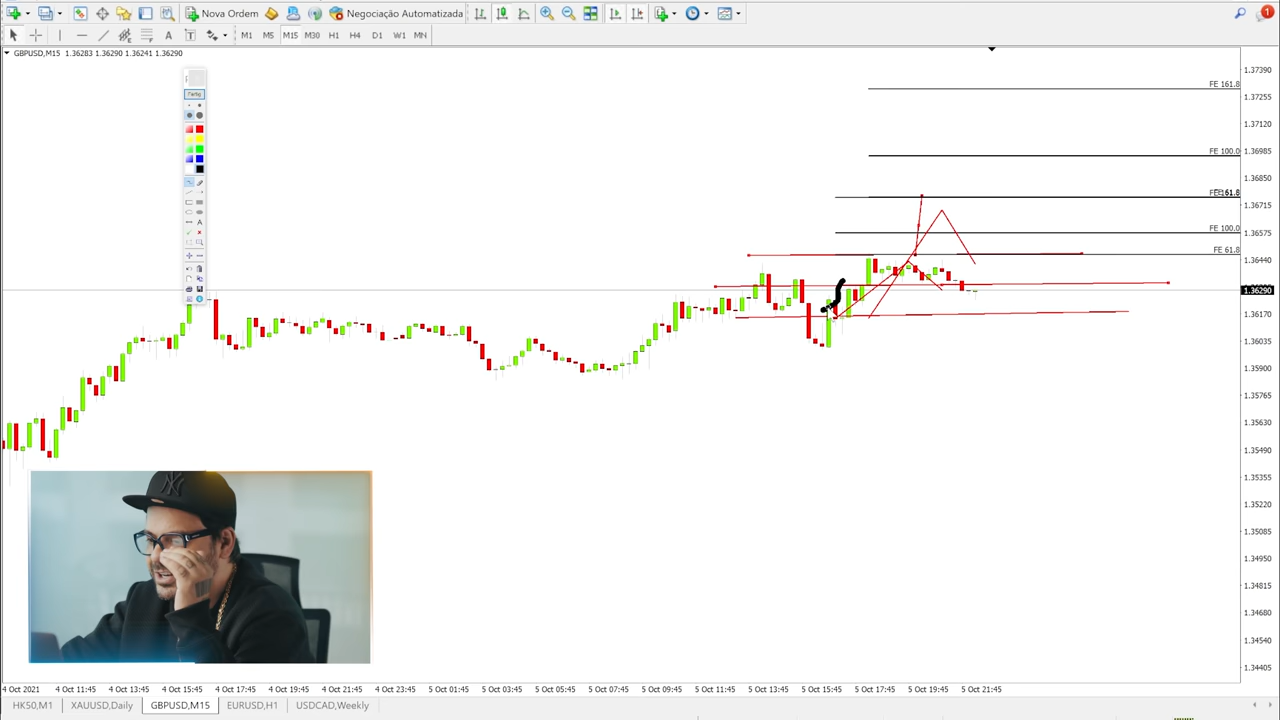 Nova Ordem Negociação Automatizada 1
A T M1 M5 M15 M30 H1 H4 D1 W1 MN
GBPUSD,M15 1.36283 1.36290 1.36241 1.36290
Fertig
A
FE 161.8
FE 100.0
FE 100.0
FE 61.8
1.37390
1.37255
1.37120
1.36985
1.36850
1.36715
1.36575
1.36440
1.36290
1.36170
1.36035
1.35900
1.35765
1.35630
1.35490
1.35355
1.35220
1.35085
1.34950
1.34815
1.34680
1.34540
1.34405
NY
4 Oct 2021 4 Oct 11:45 4 Oct 13:45 4 Oct 15:45 4 Oct 17:45 4 Oct 19:45 4 Oct 21:45 4 Oct 23:45 5 Oct 01:45 5 Oct 03:45 5 Oct 05:45 5 Oct 07:45 5 Oct 09:45 5 Oct 11:45 5 Oct 13:45 5 Oct 15:45 5 Oct 17:45 5 Oct 19:45 5 Oct 21:45
HK50,M1 XAUUSD,Daily GBPUSD,M15 EURUSD,H1 USDCAD,Weekly